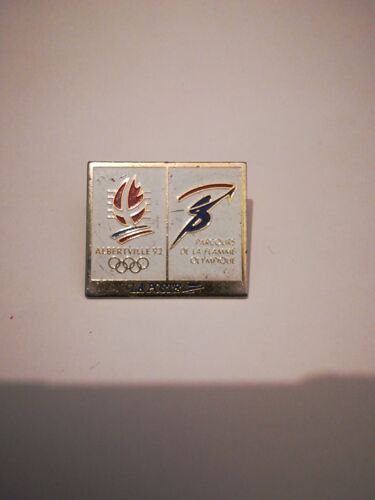 ALBERTVILLE 92
PARCOURS
DE LA FLAMME
OLYMPIQUE
LA POSTE